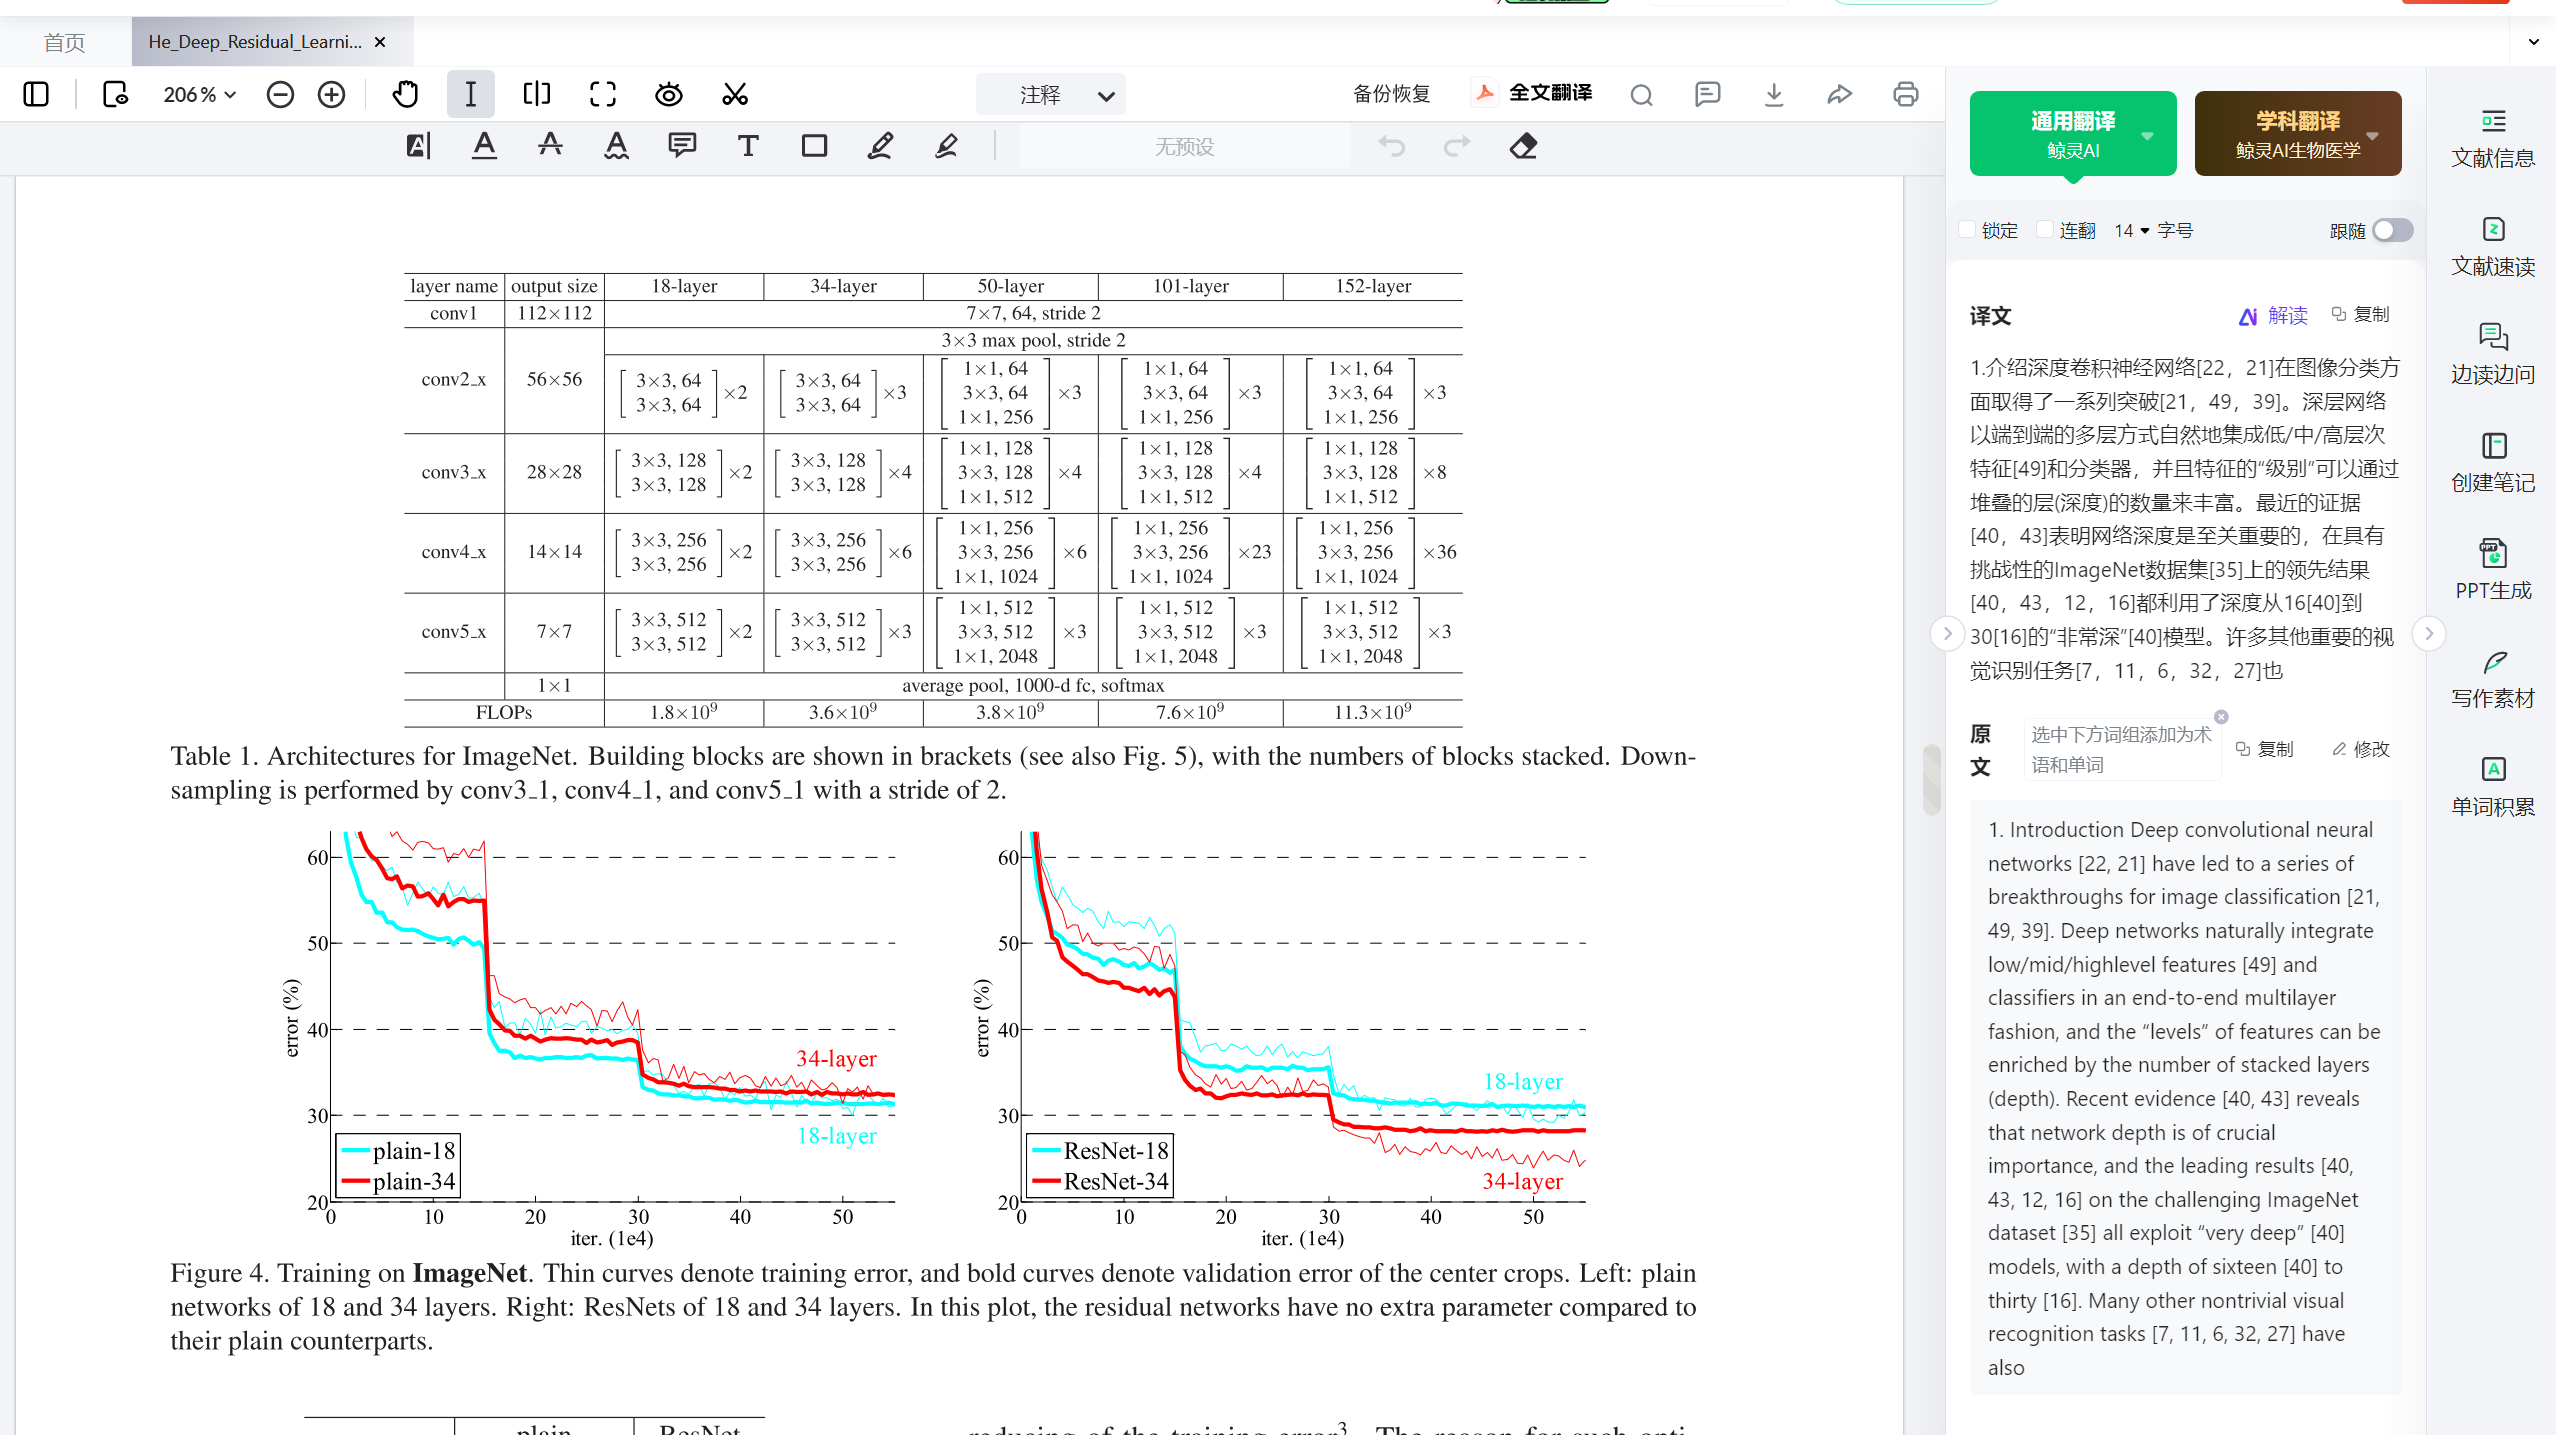 首页
He_Deep_Residual_Learni...
206%
注释
备份恢复
全文翻译
无预设
layer name output size 18-layer 34-layer 50-layer 101-layer 152-layer
conv1 112×112 7×7, 64, stride 2
3×3 max pool, stride 2
conv2_x 56×56 [3×3, 64 3×3, 64]×2 [3×3, 64 3×3, 64]×3 [1×1, 64 3×3, 64 1×1, 256]×3 [1×1, 64 3×3, 64 1×1, 256]×3 [1×1, 64 3×3, 64 1×1, 256]×3
conv3_x 28×28 [3×3, 128 3×3, 128]×2 [3×3, 128 3×3, 128]×4 [1×1, 128 3×3, 128 1×1, 512]×4 [1×1, 128 3×3, 128 1×1, 512]×4 [1×1, 128 3×3, 128 1×1, 512]×8
conv4_x 14×14 [3×3, 256 3×3, 256]×2 [3×3, 256 3×3, 256]×6 [1×1, 256 3×3, 256 1×1, 1024]×6 [1×1, 256 3×3, 256 1×1, 1024]×23 [1×1, 256 3×3, 256 1×1, 1024]×36
conv5_x 7×7 [3×3, 512 3×3, 512]×2 [3×3, 512 3×3, 512]×3 [1×1, 512 3×3, 512 1×1, 2048]×3 [1×1, 512 3×3, 512 1×1, 2048]×3 [1×1, 512 3×3, 512 1×1, 2048]×3
1×1 average pool, 1000-d fc, softmax
FLOPs 1.8×10⁹ 3.6×10⁹ 3.8×10⁹ 7.6×10⁹ 11.3×10⁹
Table 1. Architectures for ImageNet. Building blocks are shown in brackets (see also Fig. 5), with the numbers of blocks stacked. Down-
sampling is performed by conv3_1, conv4_1, and conv5_1 with a stride of 2.
60
50
40
30
20
error (%)
34-layer
18-layer
plain-18
plain-34
0 10 20 30 40 50
iter. (1e4)
60
50
40
30
20
error (%)
18-layer
34-layer
ResNet-18
ResNet-34
0 10 20 30 40 50
iter. (1e4)
Figure 4. Training on ImageNet. Thin curves denote training error, and bold curves denote validation error of the center crops. Left: plain
networks of 18 and 34 layers. Right: ResNets of 18 and 34 layers. In this plot, the residual networks have no extra parameter compared to
their plain counterparts.
plain ResNet
reducing of the training error³. The reason for such opti-
通用翻译
鲸灵AI
学科翻译
鲸灵AI生物医学
锁定 连翻 14 字号 跟随
译文 解读 复制
1.介绍深度卷积神经网络[22，21]在图像分类方
面取得了一系列突破[21，49，39]。深层网络
以端到端的多层方式自然地集成低/中/高层次
特征[49]和分类器，并且特征的“级别”可以通过
堆叠的层(深度)的数量来丰富。最近的证据
[40，43]表明网络深度是至关重要的，在具有
挑战性的ImageNet数据集[35]上的领先结果
[40，43，12，16]都利用了深度从16[40]到
30[16]的“非常深”[40]模型。许多其他重要的视
觉识别任务[7，11，6，32，27]也
原文
选中下方词组添加为术
语和单词
复制 修改
1. Introduction Deep convolutional neural
networks [22, 21] have led to a series of
breakthroughs for image classification [21,
49, 39]. Deep networks naturally integrate
low/mid/highlevel features [49] and
classifiers in an end-to-end multilayer
fashion, and the “levels” of features can be
enriched by the number of stacked layers
(depth). Recent evidence [40, 43] reveals
that network depth is of crucial
importance, and the leading results [40,
43, 12, 16] on the challenging ImageNet
dataset [35] all exploit “very deep” [40]
models, with a depth of sixteen [40] to
thirty [16]. Many other nontrivial visual
recognition tasks [7, 11, 6, 32, 27] have
also
文献信息
文献速读
边读边问
创建笔记
PPT生成
写作素材
单词积累